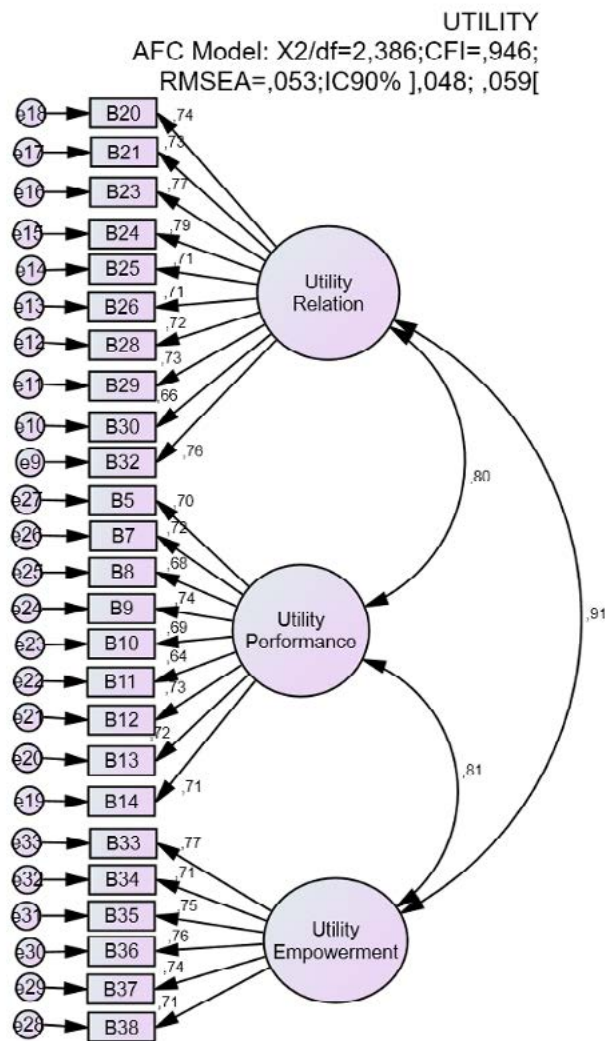 UTILITY
AFC Model: X2/df=2,386;CFI=,946;
RMSEA=,053;IC90% ],048; ,059[
e18 B20 ,74
e17 B21 ,73
e16 B23 ,77
e15 B24 ,79
e14 B25 ,71
e13 B26 ,71
e12 B28 ,72
e11 B29 ,73
e10 B30 ,66
e9 B32 ,76
Utility
Relation
,80
,91
e27 B5 ,70
e26 B7 ,72
e25 B8 ,68
e24 B9 ,74
e23 B10 ,69
e22 B11 ,64
e21 B12 ,73
e20 B13 ,72
e19 B14 ,71
Utility
Porformanco
,81
e33 B33 ,77
e32 B34 ,71
e31 B35 ,75
e30 B36 ,76
e29 B37 ,74
e28 B38 ,71
Utility
Empowerment